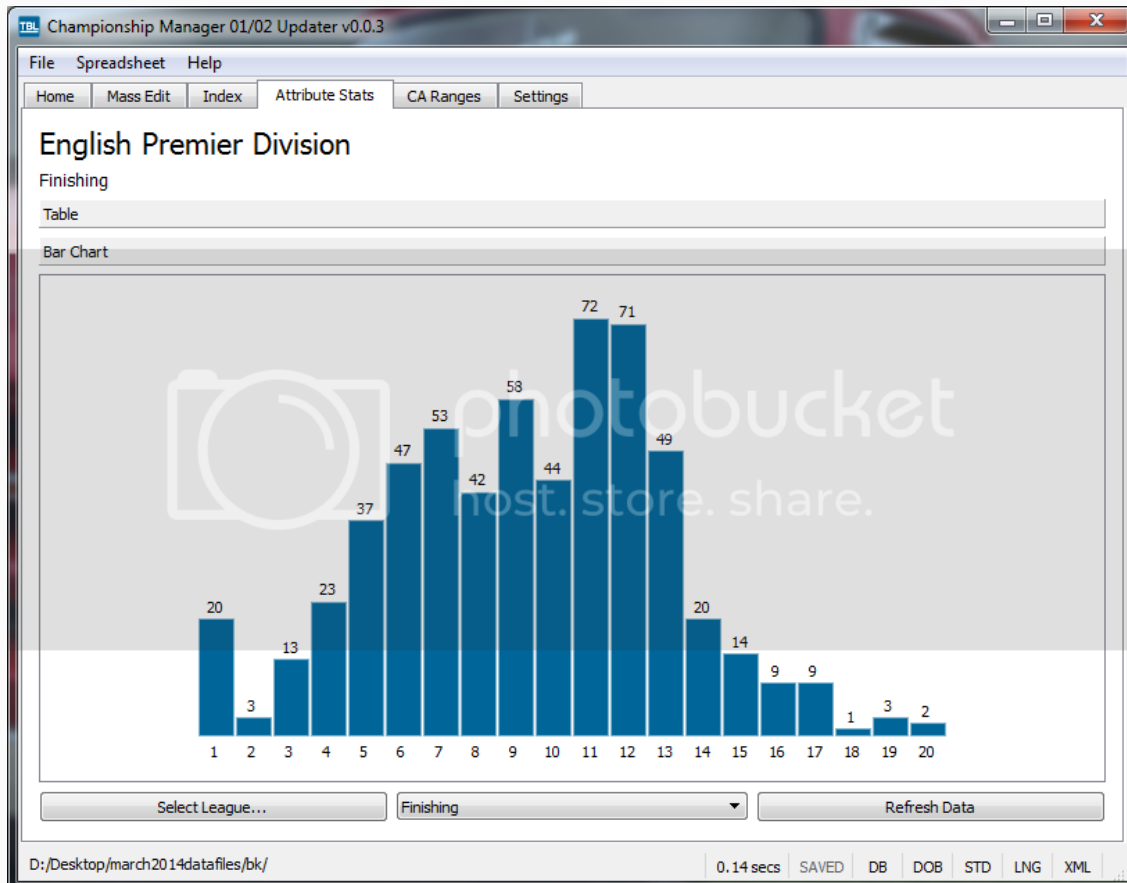 TBL Championship Manager 01/02 Updater v0.0.3
File Spreadsheet Help
Home Mass Edit Index Attribute Stats CA Ranges Settings
English Premier Division
Finishing
Table
Bar Chart
72 71
58
53
49
47
44
42
37
23
20 20
14
13
9 9
3 1 3 2
1 2 3 4 5 6 7 8 9 10 11 12 13 14 15 16 17 18 19 20
photobucket
host. store. share.
Select League... Finishing Refresh Data
D:/Desktop/march2014datafiles/bk/ 0.14 secs SAVED DB DOB STD LNG XML